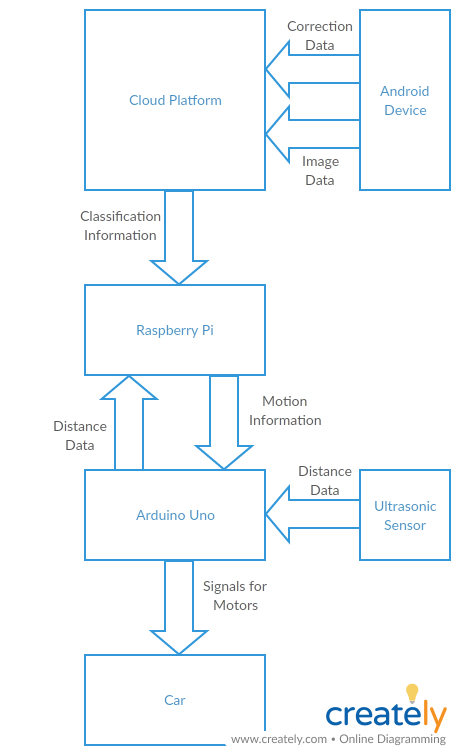 Correction
Data
Cloud Platform
Android
Device
Image
Data
Classification
Information
Raspberry Pi
Motion
Information
Distance
Data
Distance
Data
Arduino Uno
Ultrasonic
Sensor
Signals for
Motors
Car
creately
www.creately.com • Online Diagramming